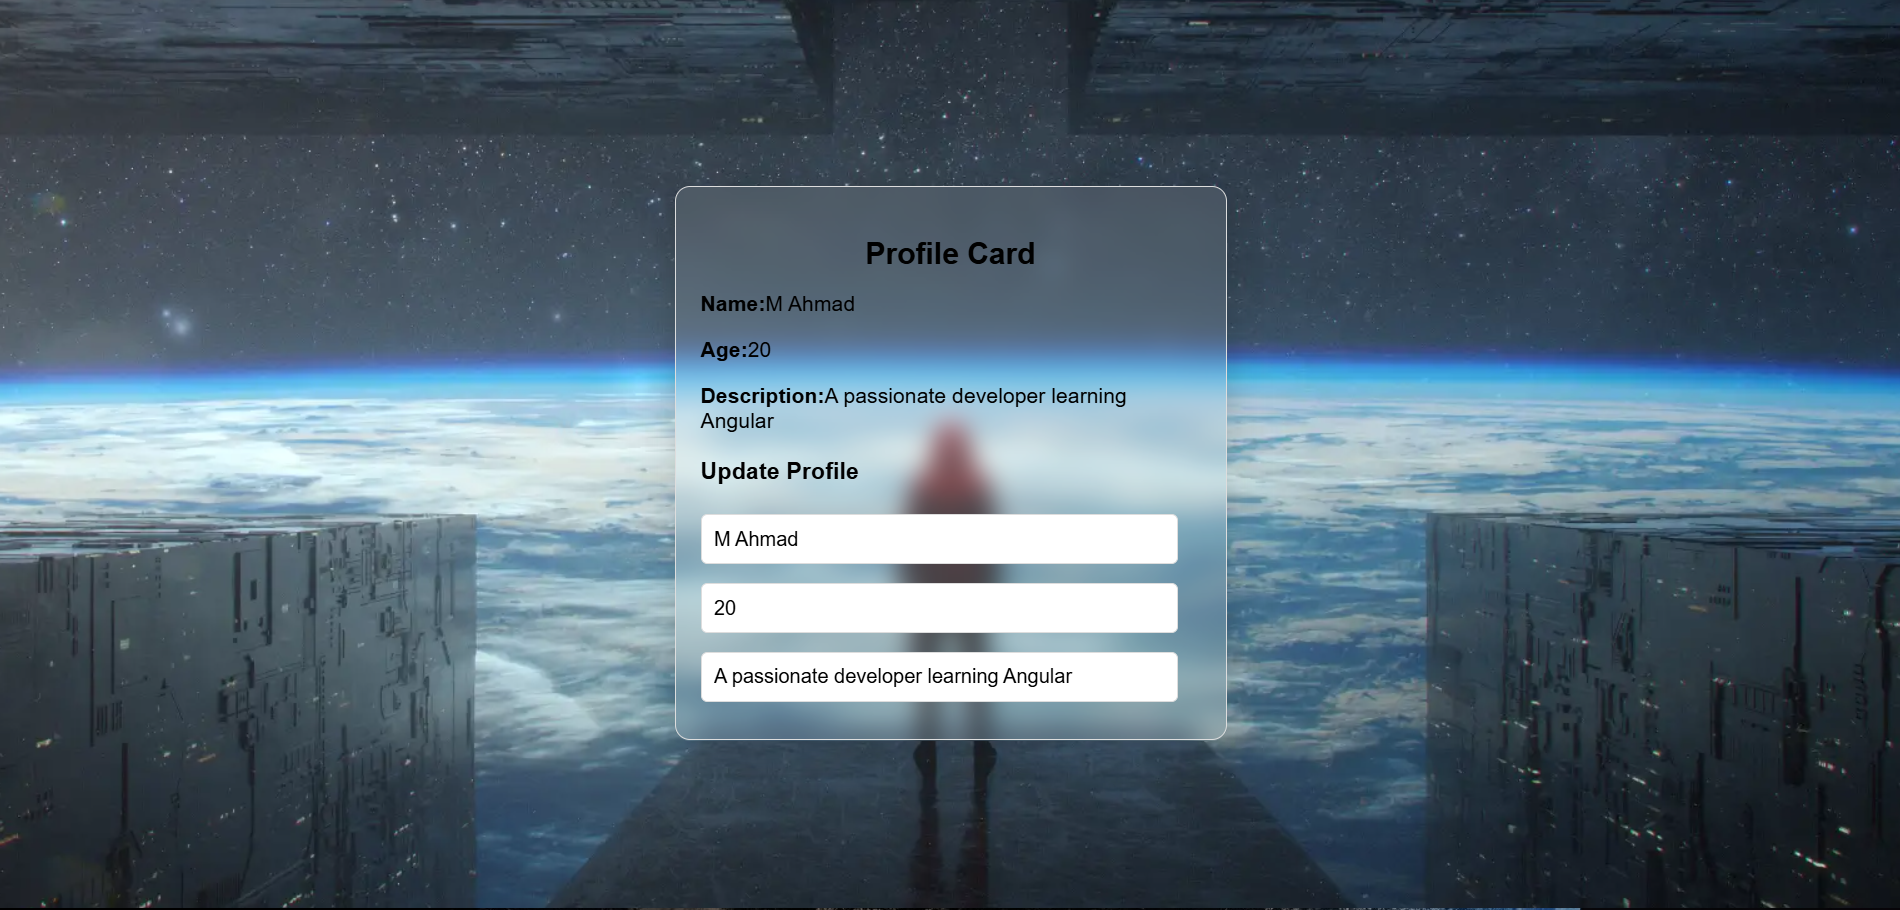 Profile Card
Name:M Ahmad
Age:20
Description:A passionate developer learning
Angular
Update Profile
M Ahmad
20
A passionate developer learning Angular